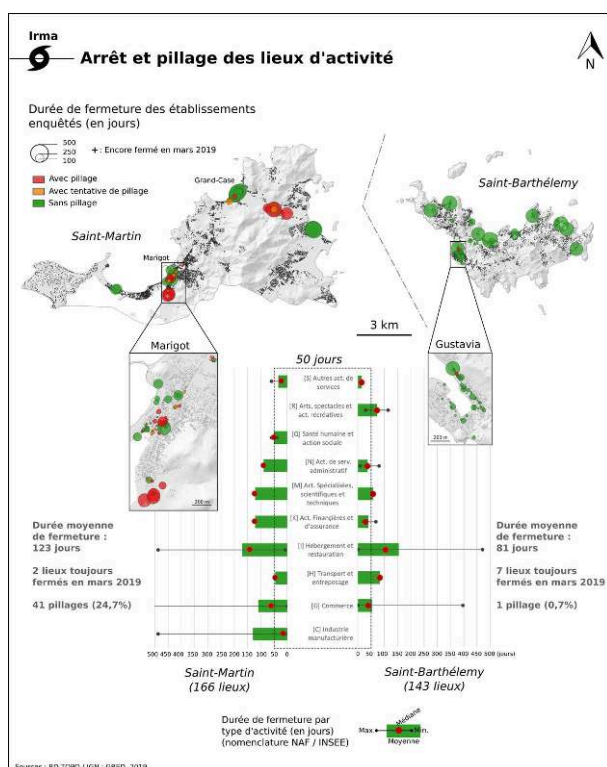 Irma
Arrêt et pillage des lieux d'activité
N
Durée de fermeture des établissements
enquêtés (en jours)
500
250
100
+ : Encore fermé en mars 2019
Avec pillage
Avec tentative de pillage
Sans pillage
Grand-Case
Saint-Martin
Marigot
Saint-Barthélemy
3 km
Marigot
Gustavia
200 m
200 m
50 jours
[S] Autres act. de
services
[R] Arts, spectacles et
act. récréatives
[Q] Santé humaine et
action sociale
[N] Act. de serv.
administratif
[M] Act. Spécialisées,
scientifiques et
techniques
[K] Act. Financières et
d'assurance
[I] Hébergement et
restauration
[H] Transport et
entreposage
[G] Commerce
[C] Industrie
manufacturière
Durée moyenne
de fermeture :
123 jours
2 lieux toujours
fermés en mars 2019
41 pillages (24,7%)
Durée moyenne
de fermeture :
81 jours
7 lieux toujours
fermés en mars 2019
1 pillage (0,7%)
500 450 400 350 300 250 200 150 100 50 0
0 50 100 150 200 250 300 350 400 450 500 (jours)
Saint-Martin
(166 lieux)
Saint-Barthélemy
(143 lieux)
Durée de fermeture par
type d'activité (en jours)
(nomenclature NAF / INSEE)
Médiane
Max.
Min.
Moyenne
Sources : BD TOPO / IGN ; GRED, 2019